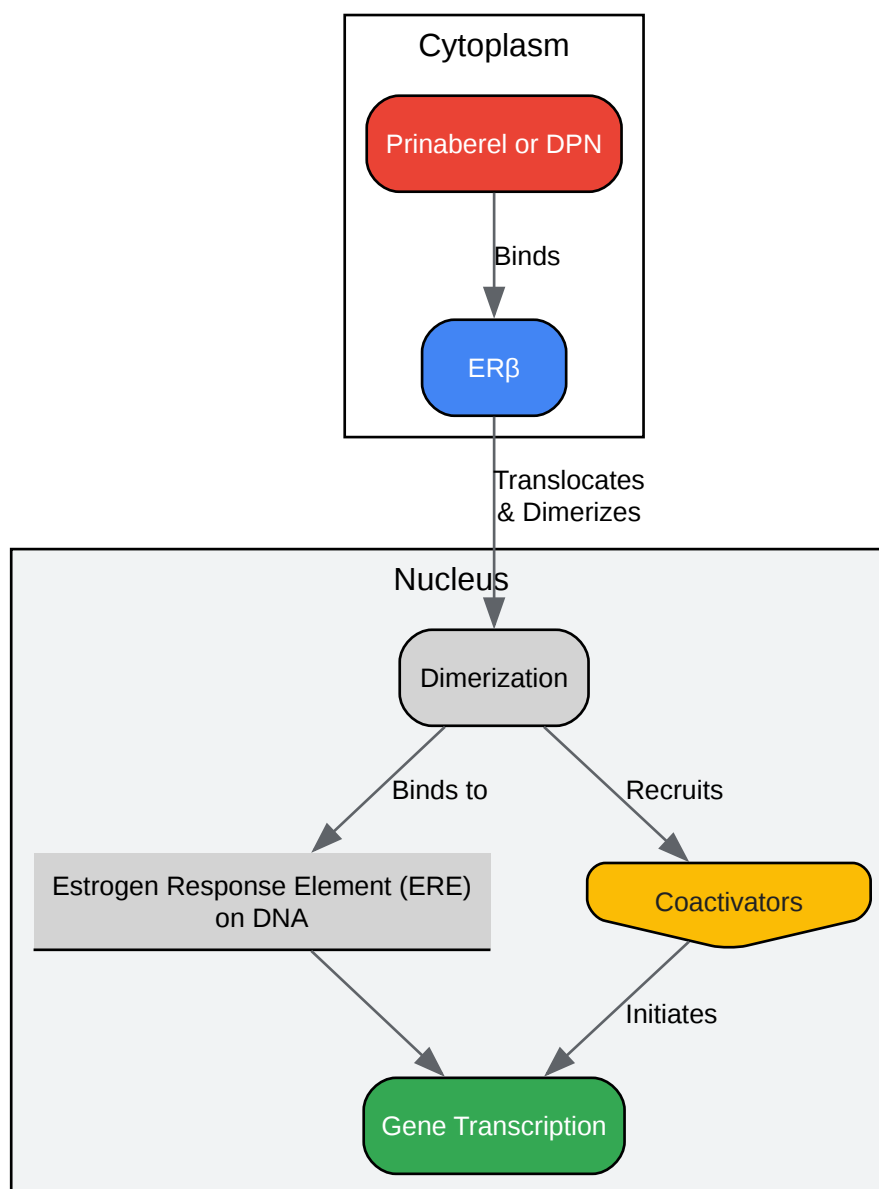 Cytoplasm
Prinaberel or DPN
Binds
ERβ
Translocates
& Dimerizes
Nucleus
Dimerization
Binds to
Recruits
Estrogen Response Element (ERE)
on DNA
Coactivators
Initiates
Gene Transcription